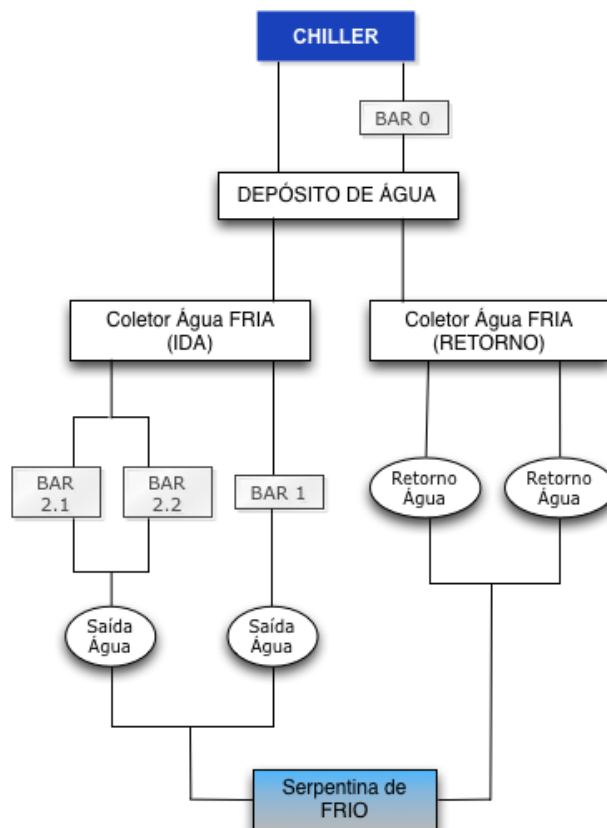 CHILLER
BAR 0
DEPÓSITO DE ÁGUA
Coletor Água FRIA
(IDA)
Coletor Água FRIA
(RETORNO)
BAR
2.1
BAR
2.2
BAR 1
Retorno
Água
Retorno
Água
Saída
Água
Saída
Água
Serpentina de
FRIO